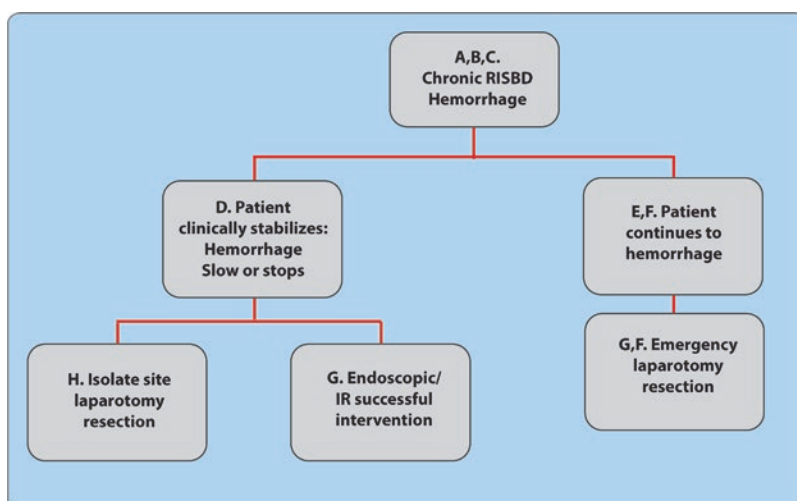 A,B,C.
Chronic RISBD
Hemorrhage
D. Patient
clinically stabilizes:
Hemorrhage
Slow or stops
E,F. Patient
continues to
hemorrhage
H. Isolate site
laparotomy
resection
G. Endoscopic/
IR successful
intervention
G,F. Emergency
laparotomy
resection